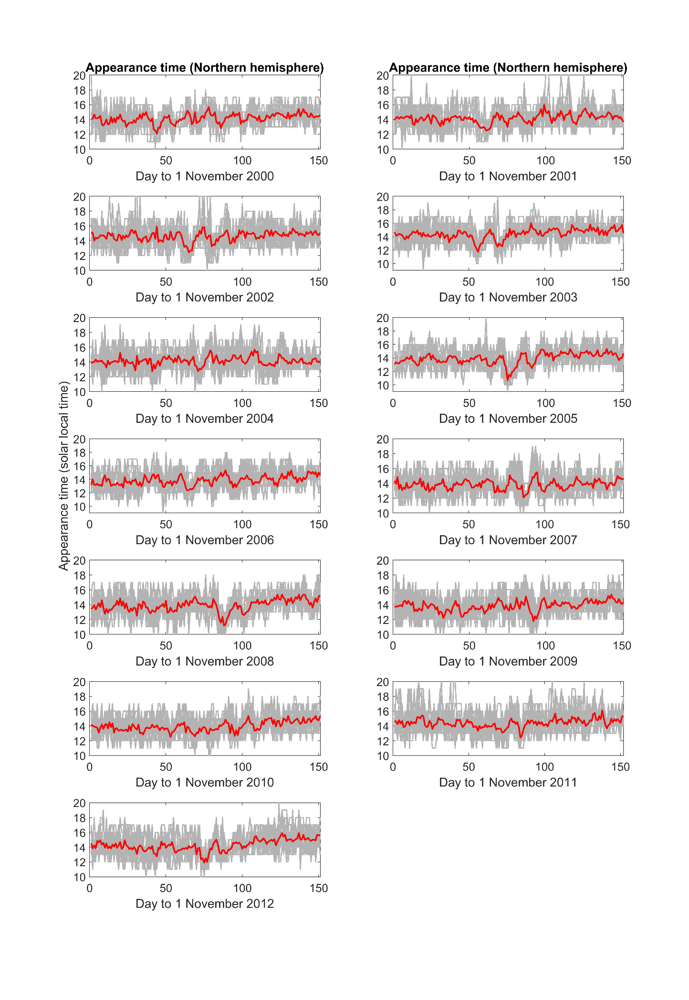 Appearance time (Northern hemisphere)
20
18
16
14
12
10
0 50 100 150
Day to 1 November 2000
Appearance time (Northern hemisphere)
20
18
16
14
12
10
0 50 100 150
Day to 1 November 2001
20
18
16
14
12
10
0 50 100 150
Day to 1 November 2002
20
18
16
14
12
10
0 50 100 150
Day to 1 November 2003
Appearance time (solar local time)
20
18
16
14
12
10
0 50 100 150
Day to 1 November 2004
20
18
16
14
12
10
0 50 100 150
Day to 1 November 2005
20
18
16
14
12
10
0 50 100 150
Day to 1 November 2006
20
18
16
14
12
10
0 50 100 150
Day to 1 November 2007
20
18
16
14
12
10
0 50 100 150
Day to 1 November 2008
20
18
16
14
12
10
0 50 100 150
Day to 1 November 2009
20
18
16
14
12
10
0 50 100 150
Day to 1 November 2010
20
18
16
14
12
10
0 50 100 150
Day to 1 November 2011
20
18
16
14
12
10
0 50 100 150
Day to 1 November 2012